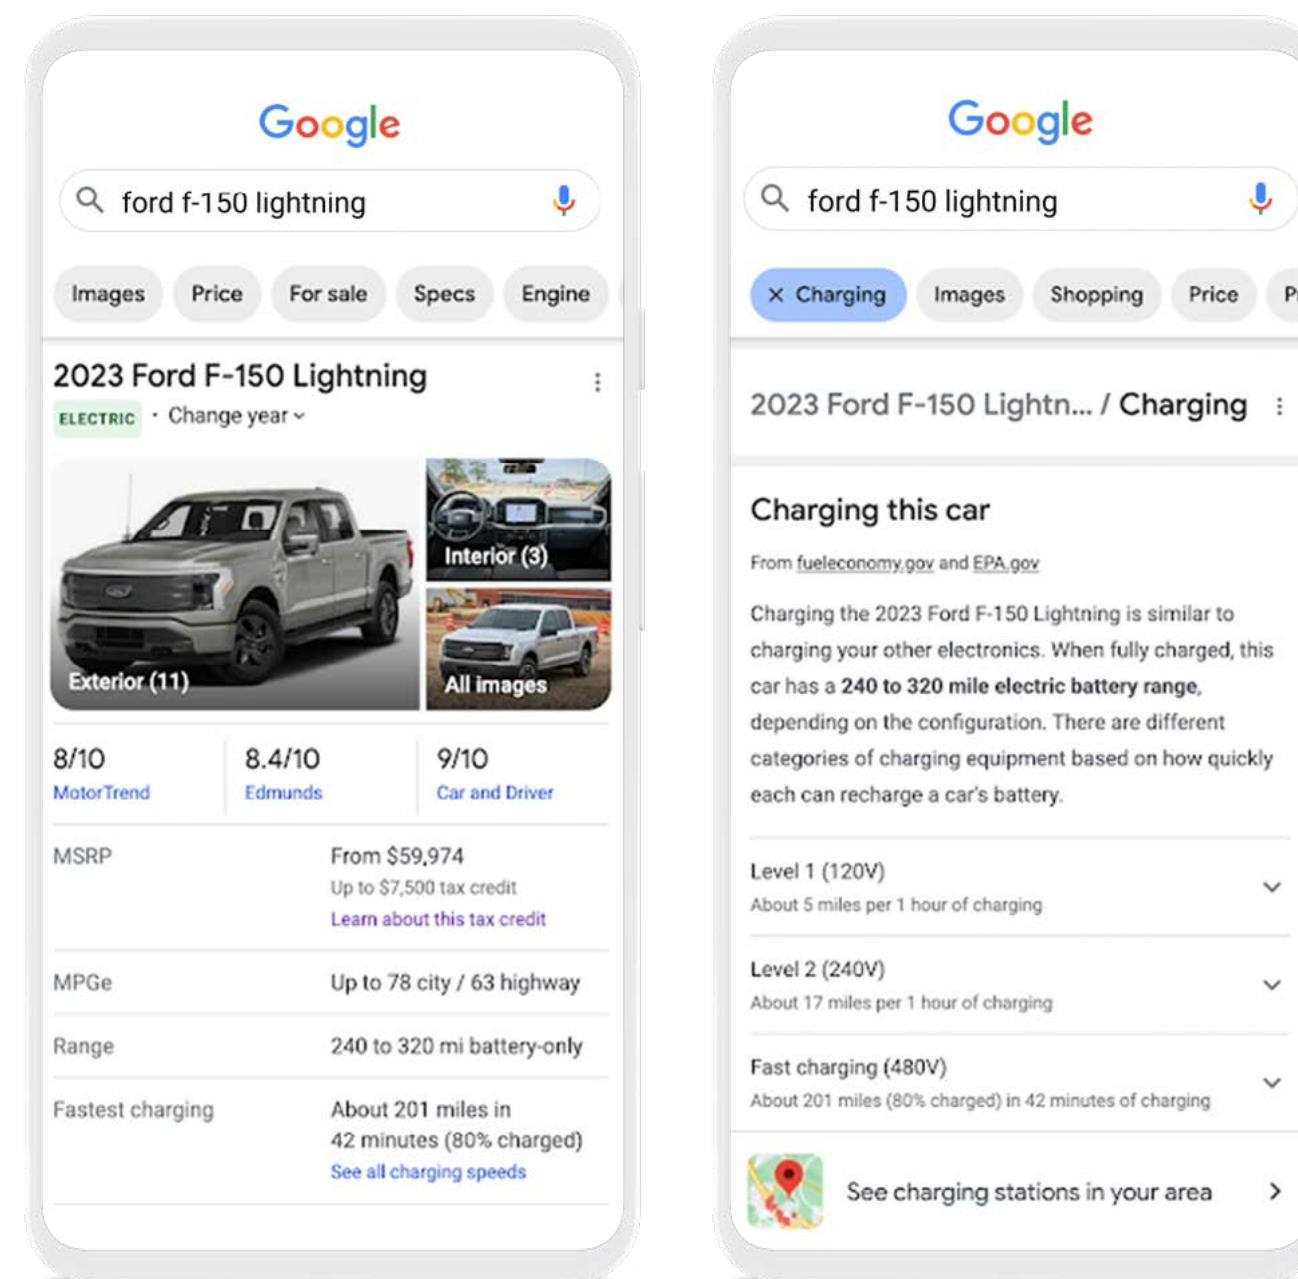 Google
ford f-150 lightning
Images
Price
For sale
Specs
Engine
2023 Ford F-150 Lightning
ELECTRIC · Change year
Interior (3)
Exterior (11)
All images
8/10
MotorTrend
8.4/10
Edmunds
9/10
Car and Driver
MSRP
From $59,974
Up to $7,500 tax credit
Learn about this tax credit
MPGe
Up to 78 city / 63 highway
Range
240 to 320 mi battery-only
Fastest charging
About 201 miles in
42 minutes (80% charged)
See all charging speeds
Google
ford f-150 lightning
× Charging
Images
Shopping
Price
2023 Ford F-150 Lightn... / Charging
Charging this car
From fueleconomy.gov and EPA.gov
Charging the 2023 Ford F-150 Lightning is similar to
charging your other electronics. When fully charged, this
car has a 240 to 320 mile electric battery range,
depending on the configuration. There are different
categories of charging equipment based on how quickly
each can recharge a car's battery.
Level 1 (120V)
About 5 miles per 1 hour of charging
Level 2 (240V)
About 17 miles per 1 hour of charging
Fast charging (480V)
About 201 miles (80% charged) in 42 minutes of charging
See charging stations in your area